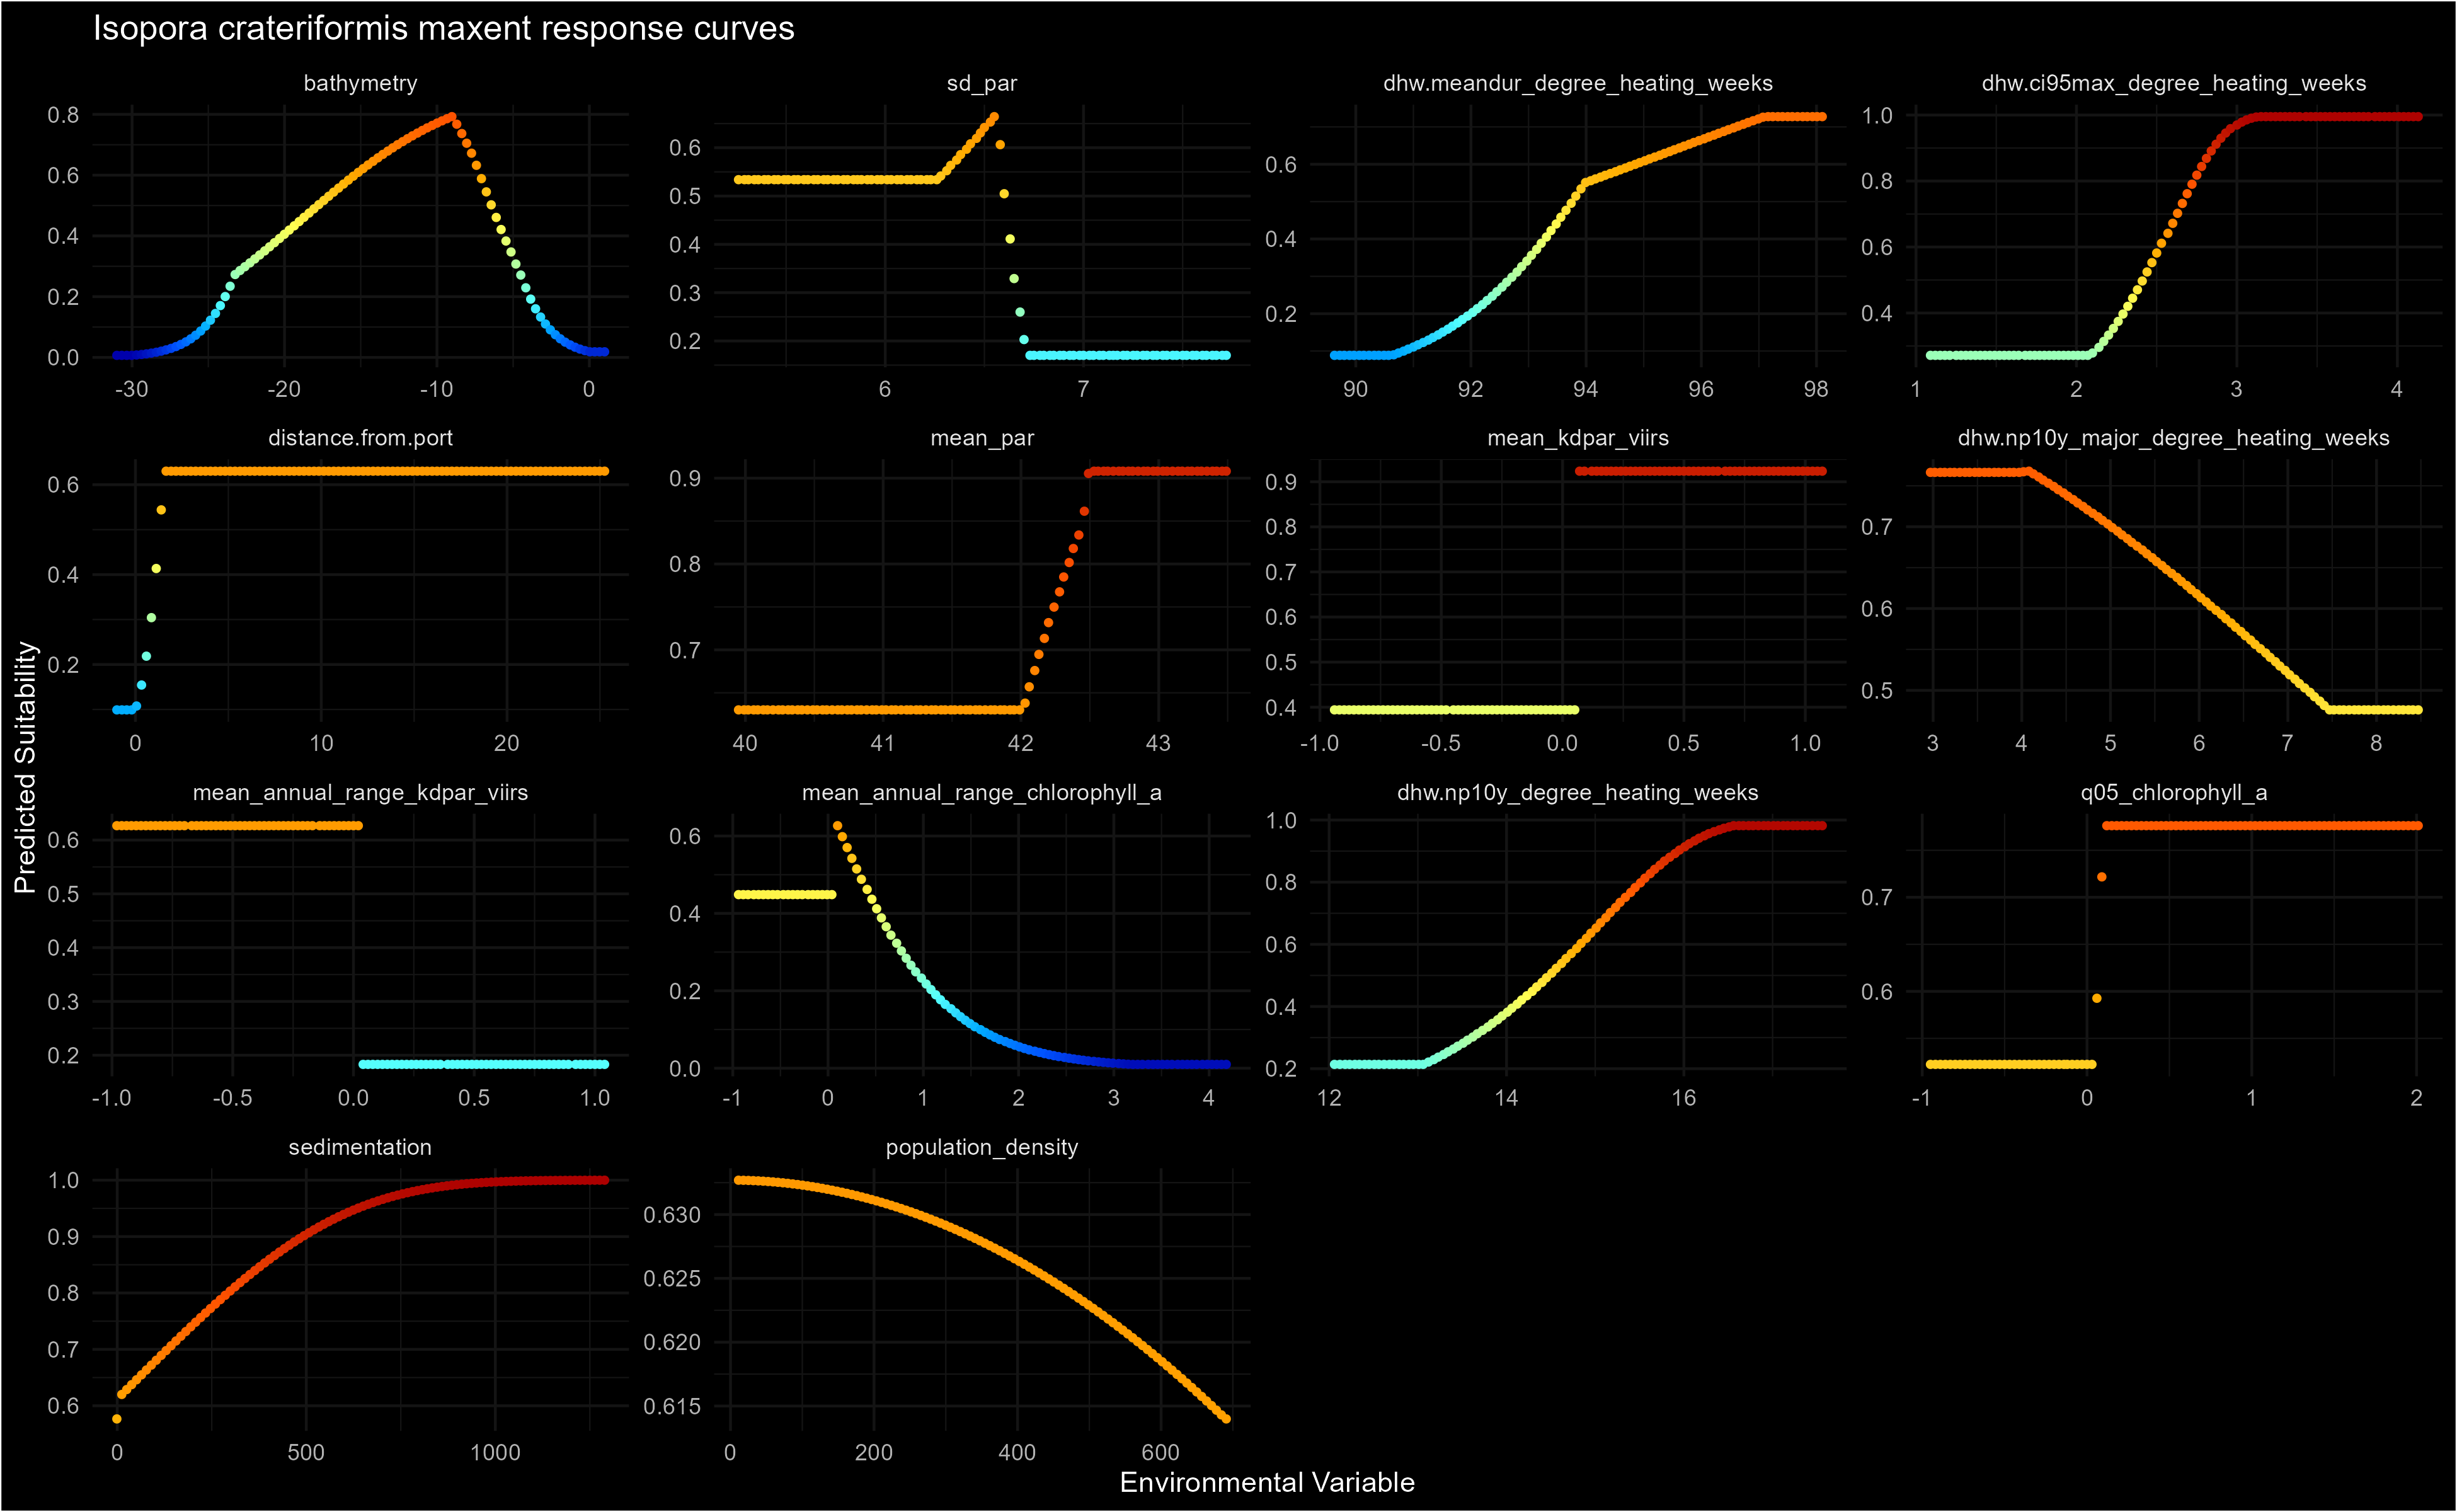 Isopora crateriformis maxent response curves
bathymetry
sd_par
dhw.meandur_degree_heating_weeks
dhw.ci95max_degree_heating_weeks
0.8
0.6
0.4
0.2
0.0
-30 -20 -10 0
0.6
0.5
0.4
0.3
0.2
6 7
0.6
0.4
0.2
90 92 94 96 98
1.0
0.8
0.6
0.4
1 2 3 4
distance.from.port
mean_par
mean_kdpar_viirs
dhw.np10y_major_degree_heating_weeks
0.6
0.4
0.2
0 10 20
0.9
0.8
0.7
40 41 42 43
0.9
0.8
0.7
0.6
0.5
0.4
-1.0 -0.5 0.0 0.5 1.0
0.7
0.6
0.5
3 4 5 6 7 8
Predicted Suitability
mean_annual_range_kdpar_viirs
mean_annual_range_chlorophyll_a
dhw.np10y_degree_heating_weeks
q05_chlorophyll_a
0.6
0.5
0.4
0.3
0.2
-1.0 -0.5 0.0 0.5 1.0
0.6
0.4
0.2
0.0
-1 0 1 2 3 4
1.0
0.8
0.6
0.4
0.2
12 14 16
0.7
0.6
-1 0 1 2
sedimentation
population_density
1.0
0.9
0.8
0.7
0.6
0 500 1000
0.630
0.625
0.620
0.615
0 200 400 600
Environmental Variable